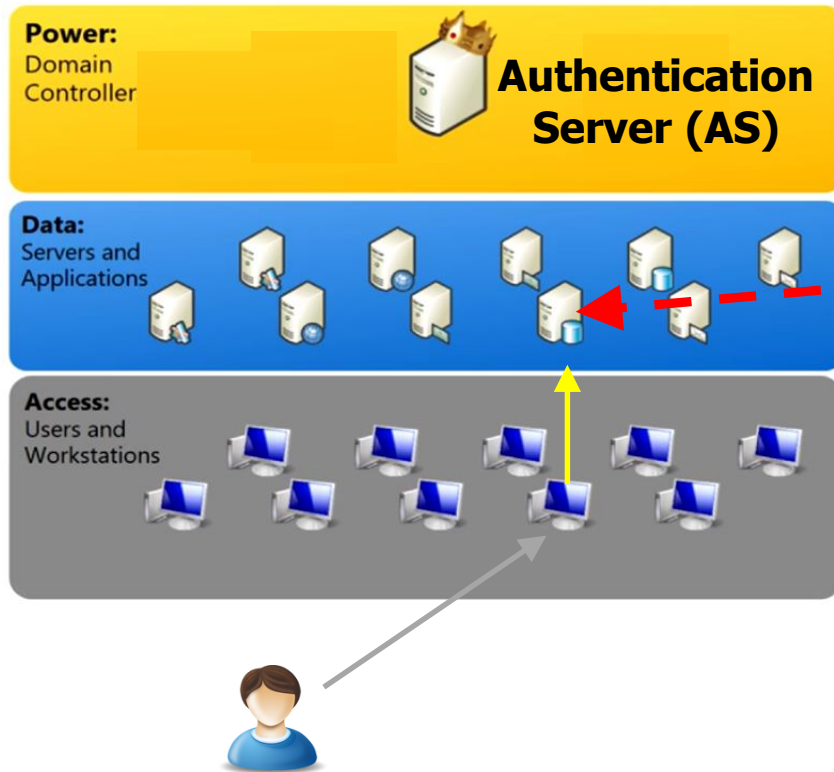 Power:
Domain
Controller
Authentication
Server (AS)
Data:
Servers and
Applications
Access:
Users and
Workstations